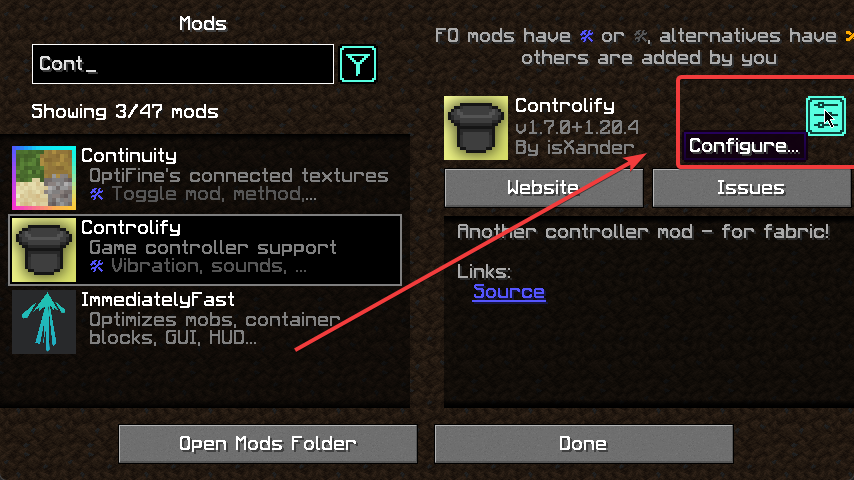 Mods
Cont_
Showing 3/47 mods
Continuity
OptiFine's connected textures
Toggle mod, method,...
Controlify
Game controller support
Vibration, sounds, ...
ImmediatelyFast
Optimizes mobs, container
blocks, GUI, HUD...
FO mods have or , alternatives have
others are added by you
Controlify
v1.7.0+1.20.4
By isXander
Configure...
Website
Issues
Another controller mod - for fabric!
Links:
Source
Open Mods Folder
Done